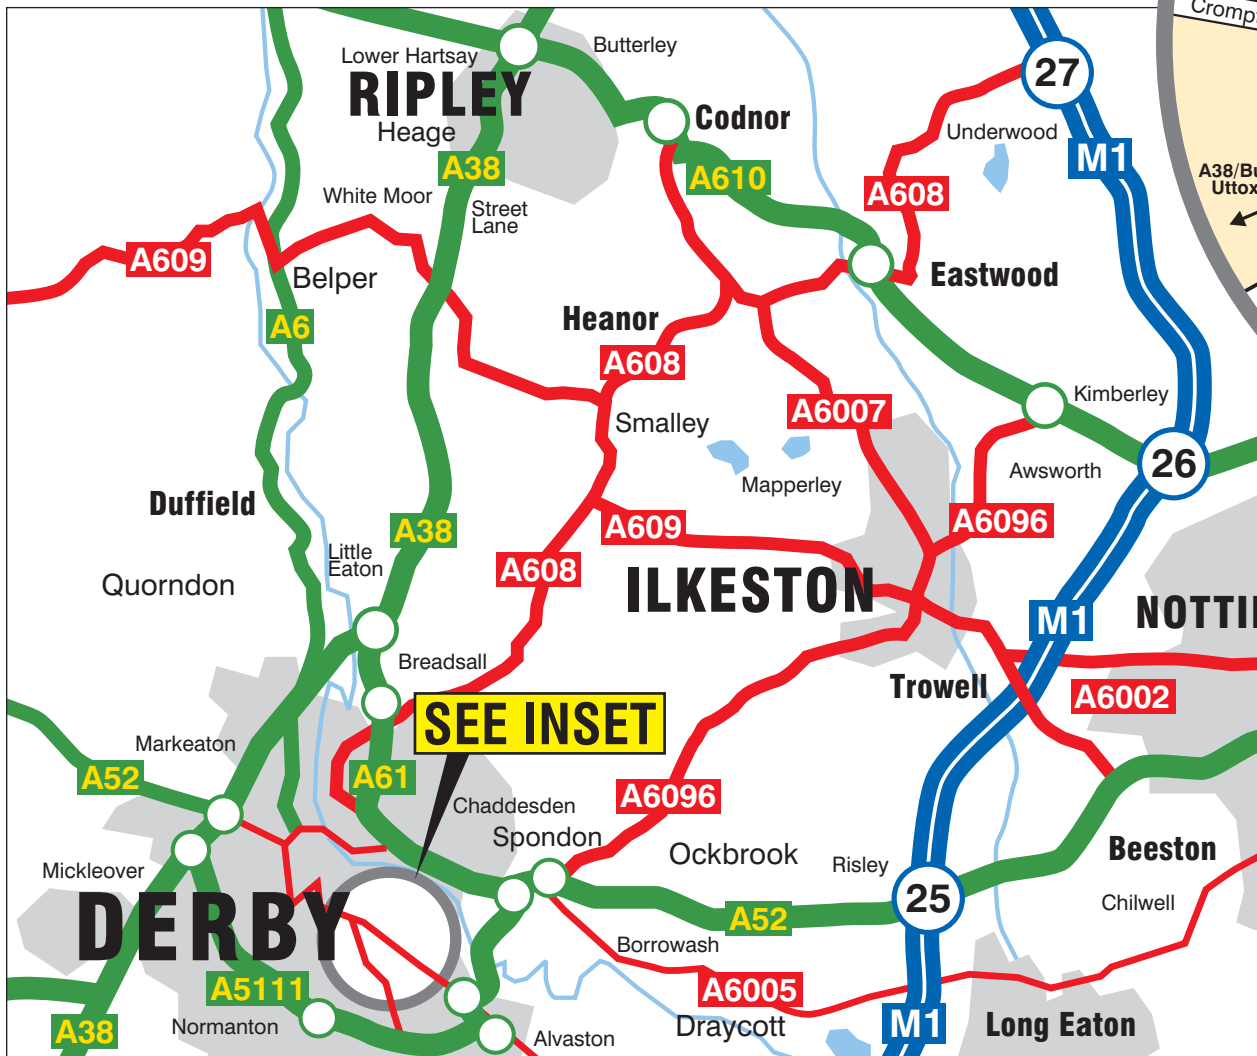 Lower Hartsay
Butterley
27
RIPLEY
Heage
Codnor
Underwood
M1
A38
A610
A608
White Moor
Street
Lane
A609
Belper
Eastwood
A6
Heanor
A608
A6007
Kimberley
Smalley
26
Mapperley
Awsworth
Duffield
A38
A609
A6096
Little
Eaton
A608
Quorndon
ILKESTON
NOTTI
M1
Breadsall
Trowell
A6002
SEE INSET
Markeaton
A52
A61
A6096
Chaddesden
Spondon
Ockbrook
Risley
Beeston
Mickleover
25
Chilwell
DERBY
A52
Borrowash
A5111
A6005
Normanton
A38
Alvaston
Draycott
M1
Long Eaton
Cromp
A38/Bu
Uttox